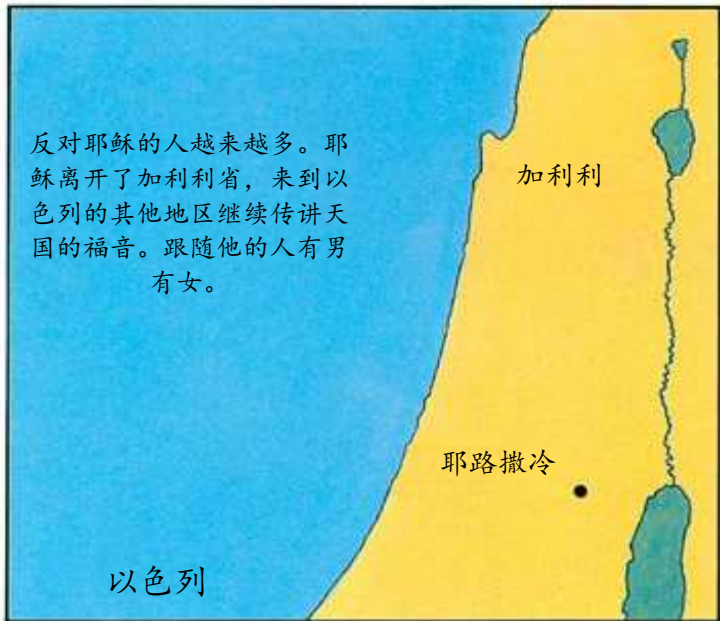 反对耶稣的人越来越多。耶
稣离开了加利利省，来到以
色列的其他地区继续传讲天
国的福音。跟随他的人有男
有女。
加利利
耶路撒冷
以色列